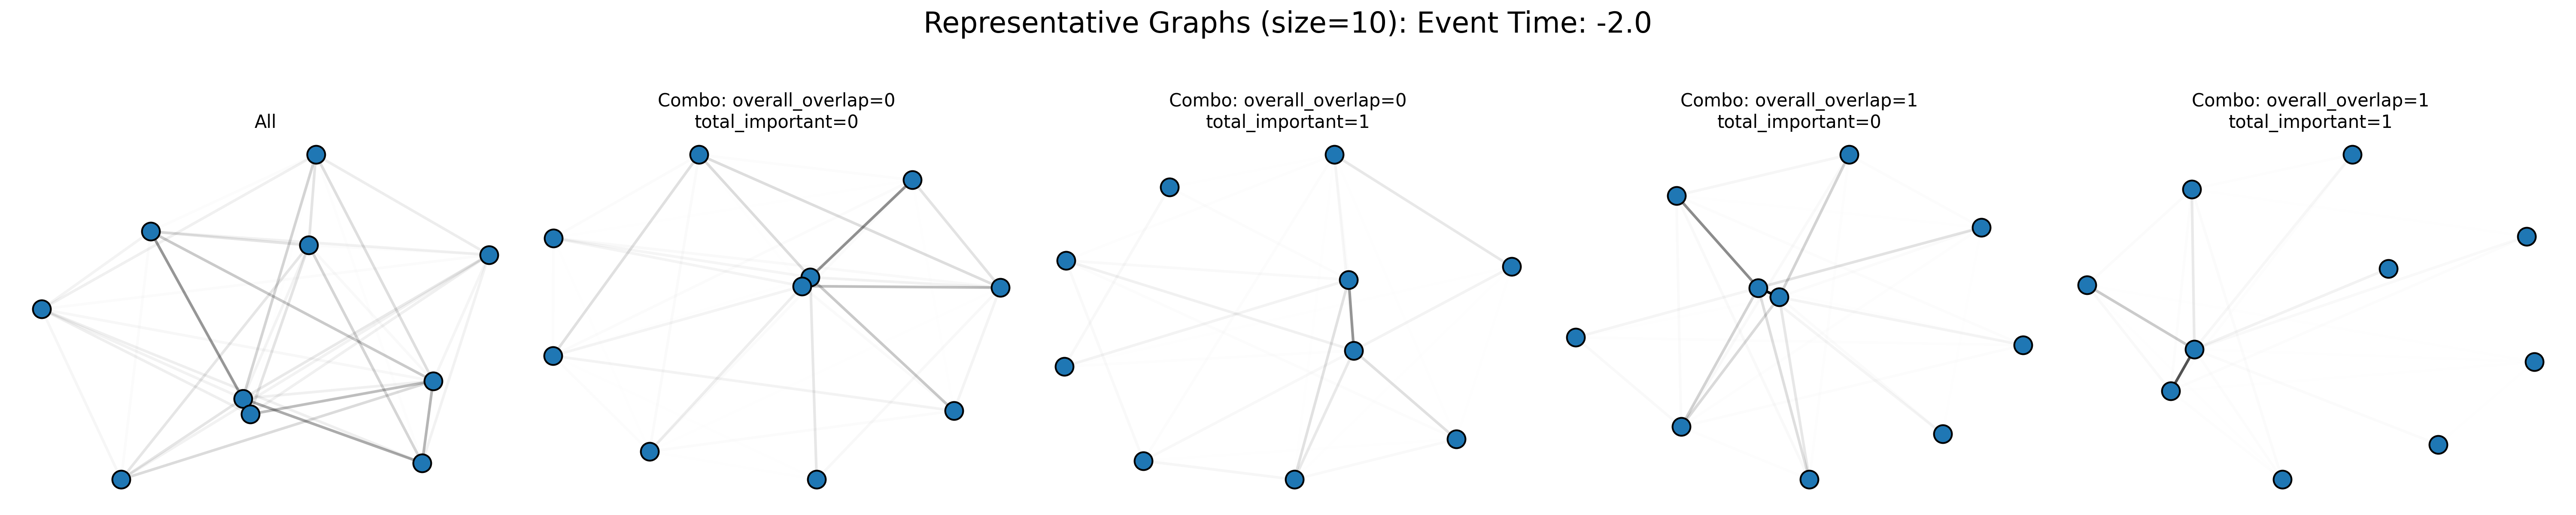 Representative Graphs (size=10): Event Time: -2.0
All
Combo: overall_overlap=0
total_important=0
Combo: overall_overlap=0
total_important=1
Combo: overall_overlap=1
total_important=0
Combo: overall_overlap=1
total_important=1